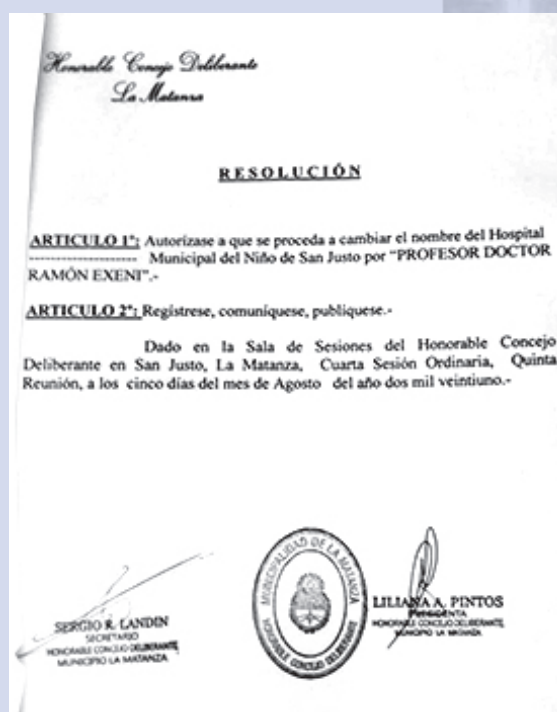 Honorable Concejo Deliberante
La Matanza
RESOLUCIÓN
ARTICULO 1°: Autorízase a que se proceda a cambiar el nombre del Hospital
-------------------- Municipal del Niño de San Justo por “PROFESOR DOCTOR
RAMÓN EXENI”.-
ARTICULO 2°: Regístrese, comuníquese, publíquese.-
Dado en la Sala de Sesiones del Honorable Concejo
Deliberante en San Justo, La Matanza, Cuarta Sesión Ordinaria, Quinta
Reunión, a los cinco días del mes de Agosto del año dos mil veintiuno.-
SERGIO R. LANDIN
SECRETARIO
HONORABLE CONCEJO DELIBERANTE
MUNICIPIO LA MATANZA
MUNICIPALIDAD DE LA MATANZA
HONORABLE CONCEJO DELIBERANTE
LILIANA A. PINTOS
PRESIDENTA
HONORABLE CONCEJO DELIBERANTE
MUNICIPIO LA MATANZA